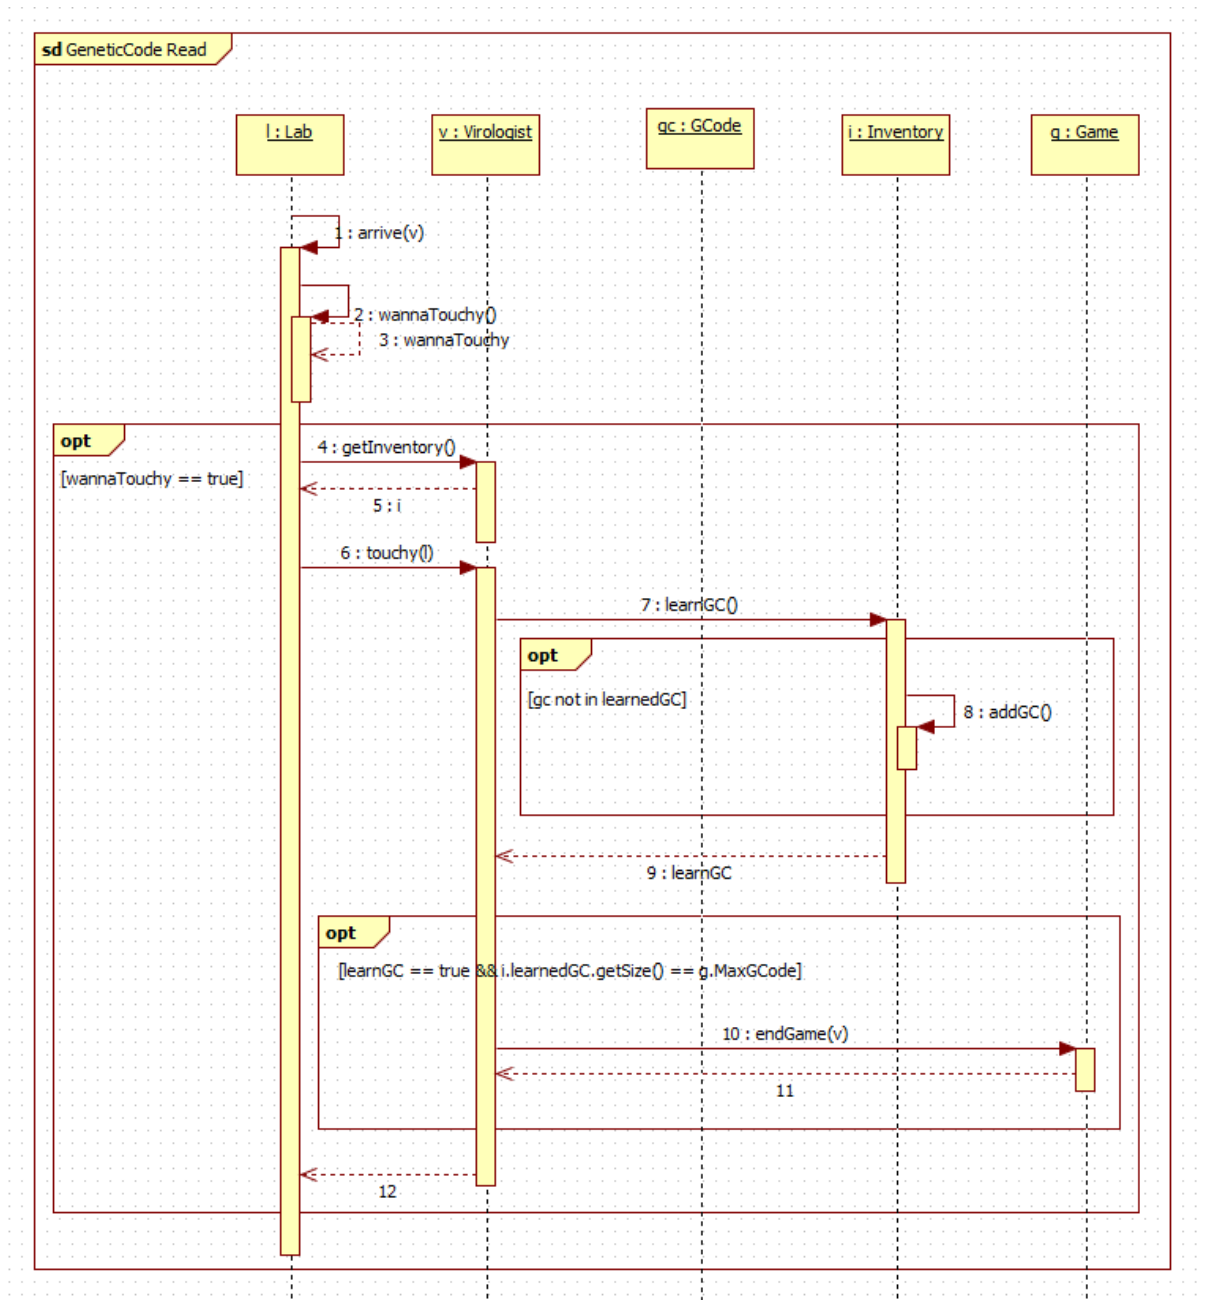 sd GeneticCode Read
l : Lab
v : Virologist
gc : GCode
i : Inventory
g : Game
1 : arrive(v)
2 : wannaTouchy()
3 : wannaTouchy
opt
[wannaTouchy == true]
4 : getInventory()
5 : i
6 : touchy(l)
7 : learnGC()
opt
[gc not in learnedGC]
8 : addGC()
9 : learnGC
opt
[learnGC == true && i.learnedGC.getSize() == g.MaxGCode]
10 : endGame(v)
11
12